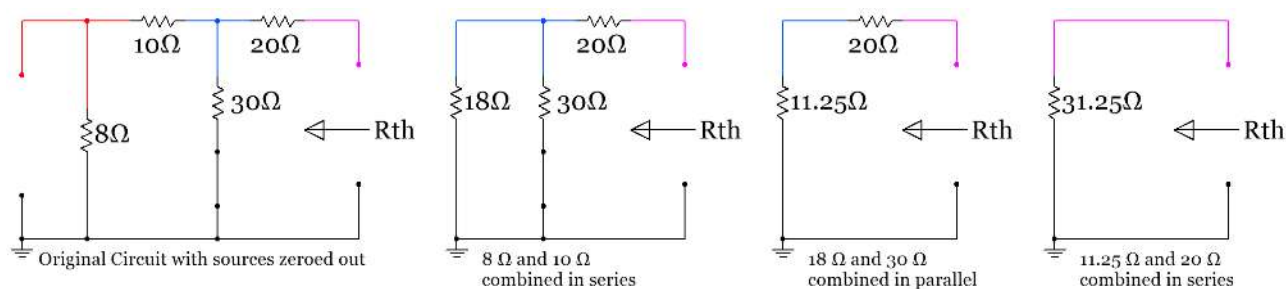 10Ω
20Ω
8Ω
30Ω
Rth
Original Circuit with sources zeroed out
20Ω
18Ω
30Ω
Rth
8 Ω and 10 Ω
combined in series
20Ω
11.25Ω
Rth
18 Ω and 30 Ω
combined in parallel
31.25Ω
Rth
11.25 Ω and 20 Ω
combined in series